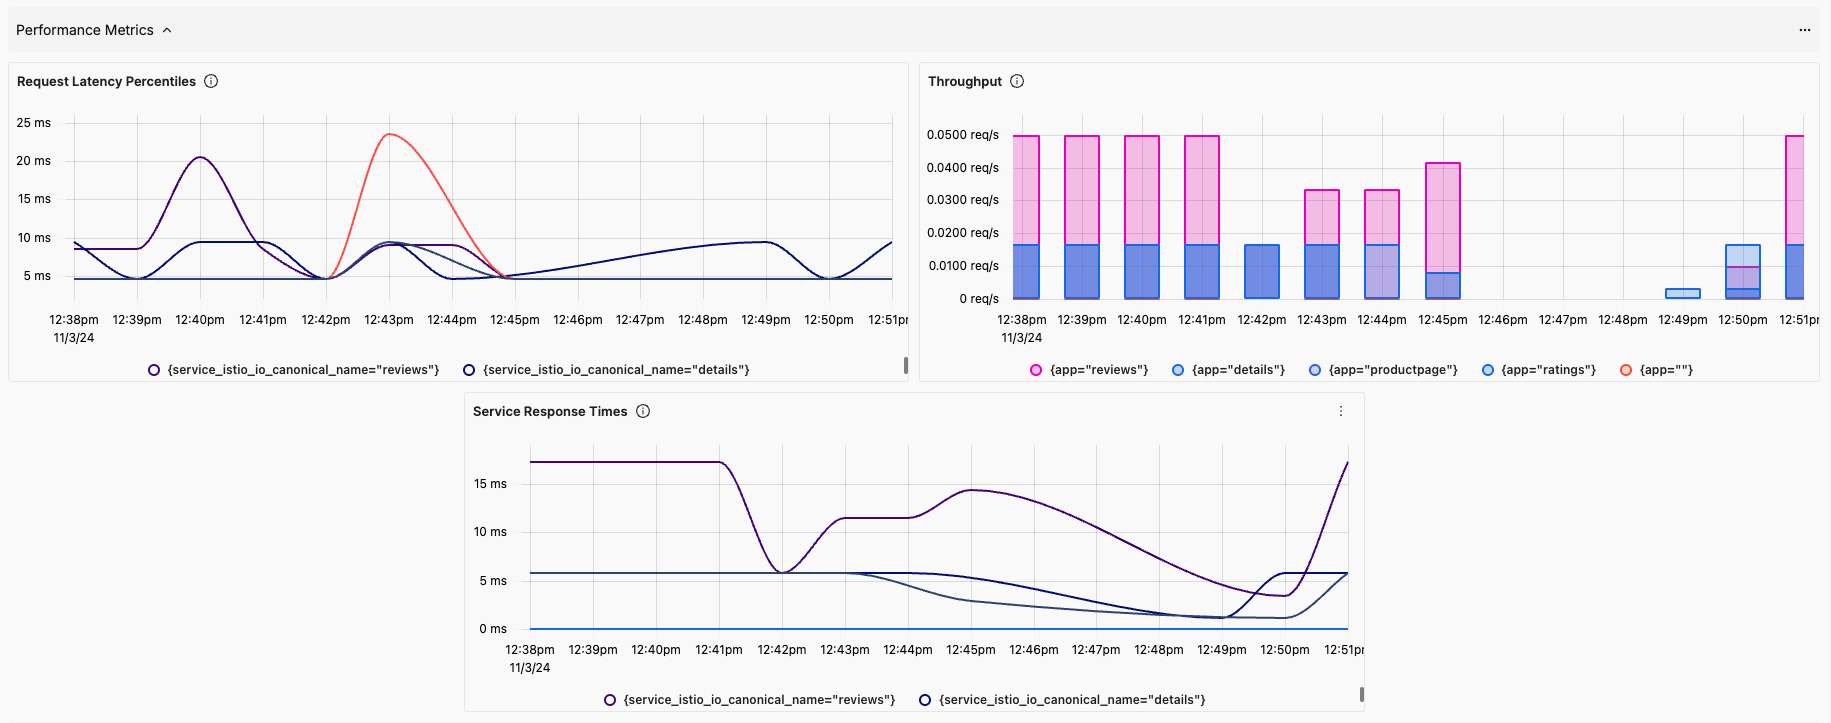 Performance Metrics
Request Latency Percentiles
25 ms
20 ms
15 ms
10 ms
5 ms
12:38pm 12:39pm 12:40pm 12:41pm 12:42pm 12:43pm 12:44pm 12:45pm 12:46pm 12:47pm 12:48pm 12:49pm 12:50pm 12:51p
11/3/24
{service_istio_io_canonical_name="reviews"} {service_istio_io_canonical_name="details"}
Throughput
0.0500 req/s
0.0400 req/s
0.0300 req/s
0.0200 req/s
0.0100 req/s
0 req/s
12:38pm 12:39pm 12:40pm 12:41pm 12:42pm 12:43pm 12:44pm 12:45pm 12:46pm 12:47pm 12:48pm 12:49pm 12:50pm 12:51p
11/3/24
{app="reviews"} {app="details"} {app="productpage"} {app="ratings"} {app=""}
Service Response Times
15 ms
10 ms
5 ms
0 ms
12:38pm 12:39pm 12:40pm 12:41pm 12:42pm 12:43pm 12:44pm 12:45pm 12:46pm 12:47pm 12:48pm 12:49pm 12:50pm 12:51p
11/3/24
{service_istio_io_canonical_name="reviews"} {service_istio_io_canonical_name="details"}